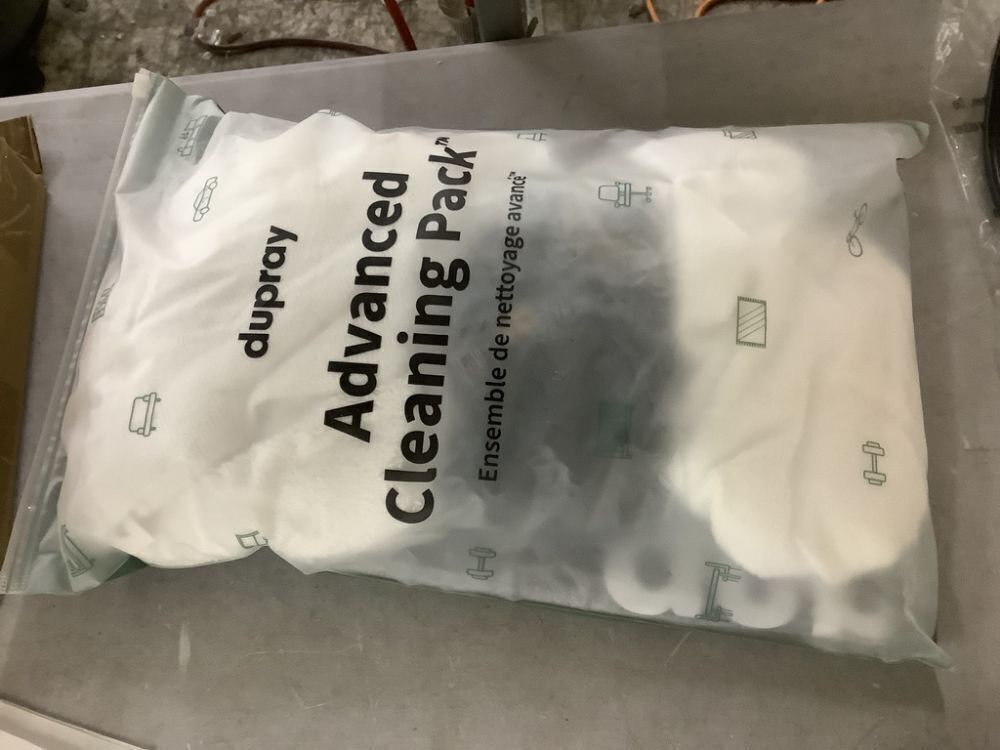 dupray
Advanced
Cleaning Pack™
Ensemble de nettoyage avancé™